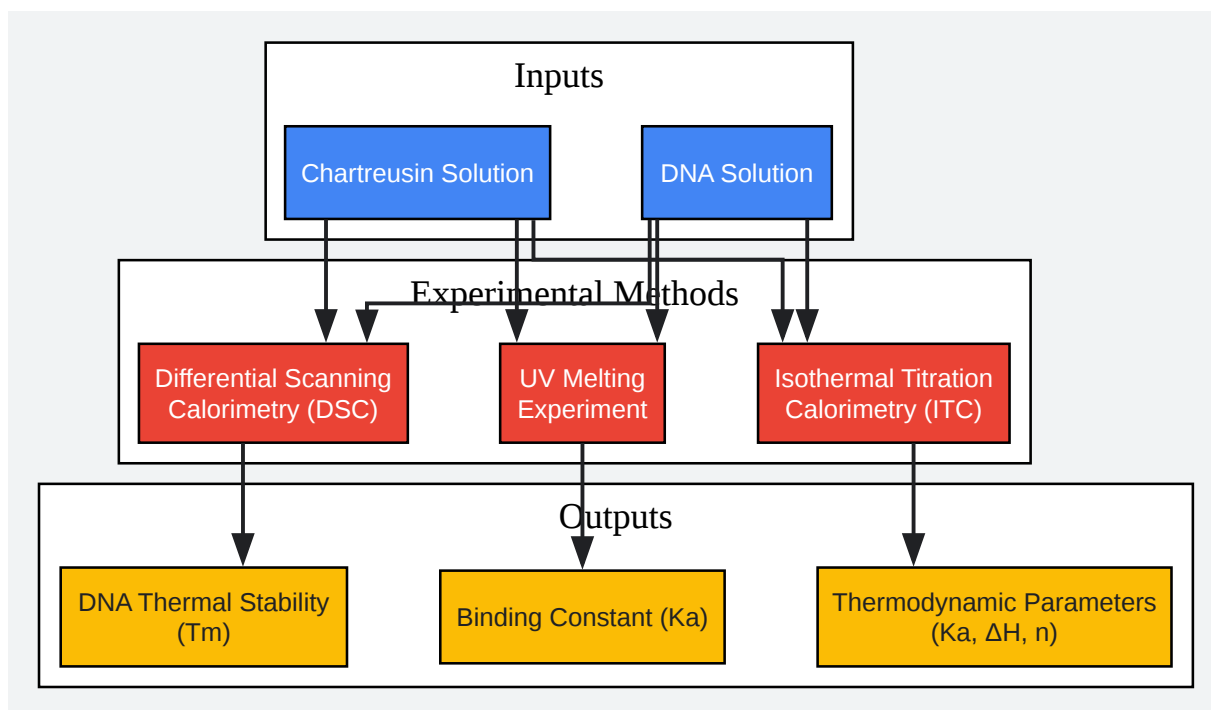 Inputs
Chartreusin Solution
DNA Solution
Experimental Methods
Differential Scanning
Calorimetry (DSC)
UV Melting
Experiment
Isothermal Titration
Calorimetry (ITC)
Outputs
DNA Thermal Stability
(Tm)
Binding Constant (Ka)
Thermodynamic Parameters
(Ka, ΔH, n)